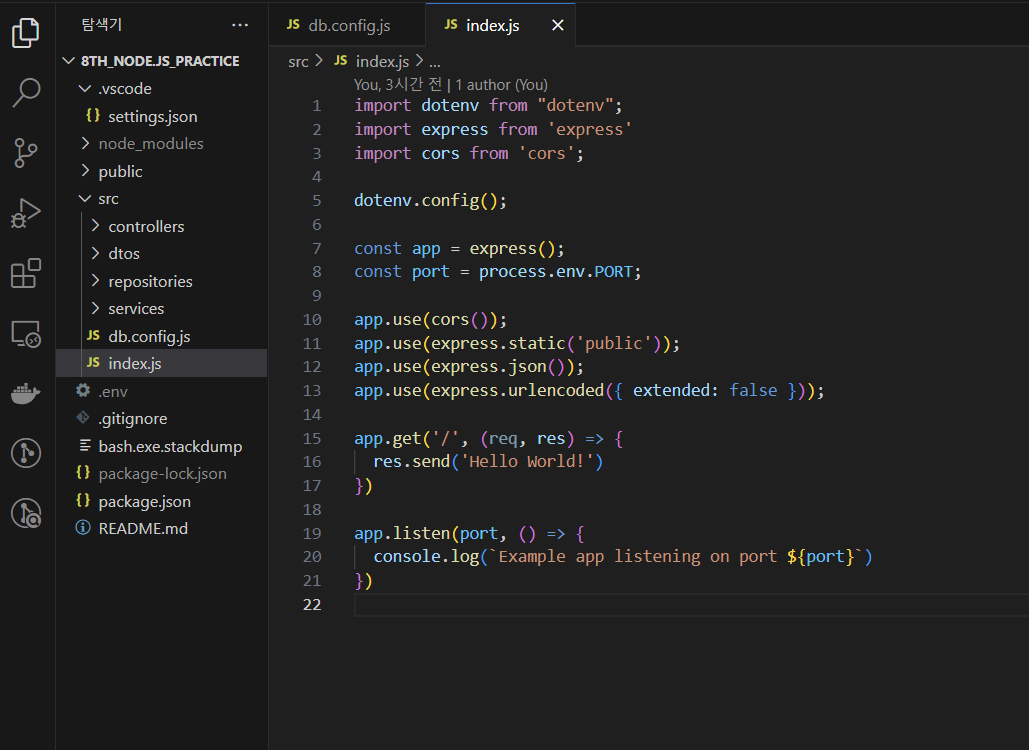 탐색기 ...
8TH_NODE.JS_PRACTICE
.vscode
{} settings.json
node_modules
public
src
controllers
dtos
repositories
services
JS db.config.js
JS index.js
.env
.gitignore
bash.exe.stackdump
{} package-lock.json
{} package.json
README.md
JS db.config.js
JS index.js
src > JS index.js > ...
You, 3시간 전 | 1 author (You)
1 import dotenv from "dotenv";
2 import express from 'express'
3 import cors from 'cors';
4
5 dotenv.config();
6
7 const app = express();
8 const port = process.env.PORT;
9
10 app.use(cors());
11 app.use(express.static('public'));
12 app.use(express.json());
13 app.use(express.urlencoded({ extended: false }));
14
15 app.get('/', (req, res) => {
16 res.send('Hello World!')
17 })
18
19 app.listen(port, () => {
20 console.log(`Example app listening on port ${port}`)
21 })
22